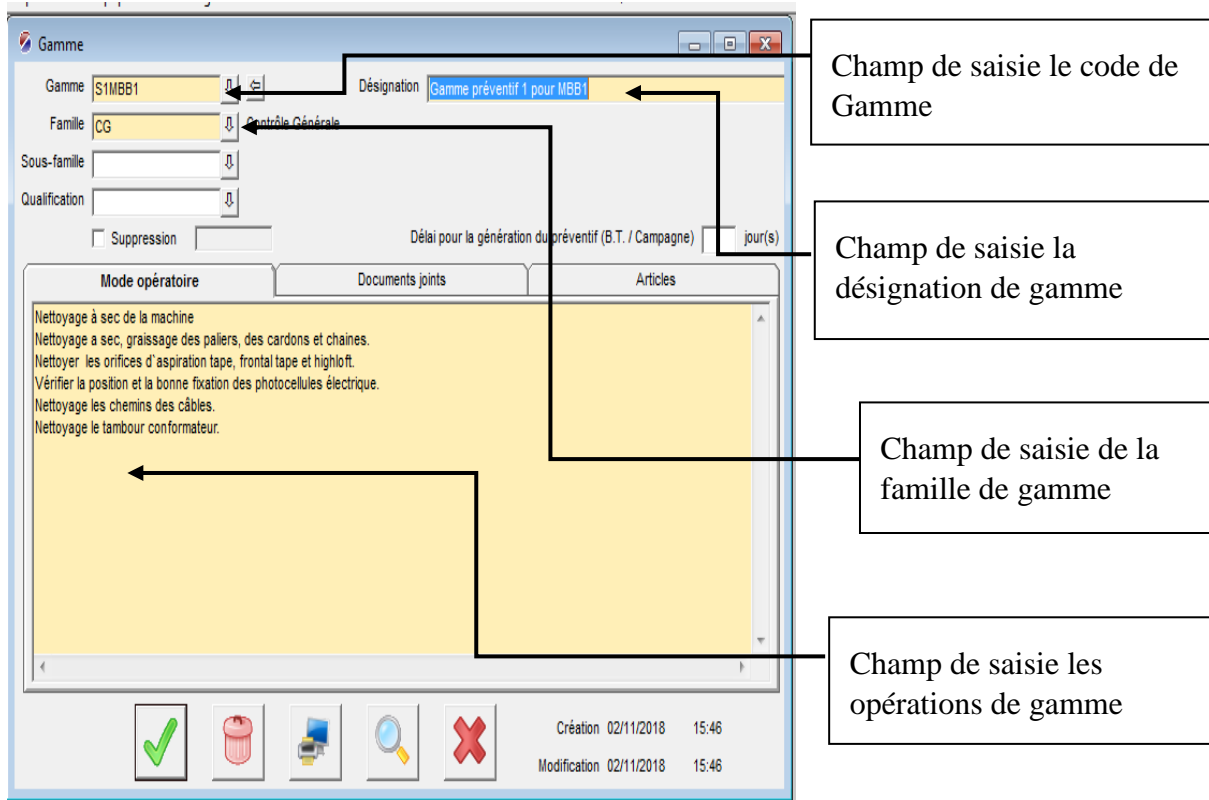 Gamme
Gamme S1MBB1 Désignation Gamme préventif 1 pour MBB1
Famille CG Contrôle Générale
Sous-famille
Qualification
Suppression Délai pour la génération du préventif (B.T. / Campagne) jour(s)
Mode opératoire Documents joints Articles
Nettoyage à sec de la machine
Nettoyage a sec, graissage des paliers, des cardons et chaines.
Nettoyer les orifices d`aspiration tape, frontal tape et highloft.
Vérifier la position et la bonne fixation des photocellules électrique.
Nettoyage les chemins des câbles.
Nettoyage le tambour conformateur.
Création 02/11/2018 15:46
Modification 02/11/2018 15:46
Champ de saisie le code de
Gamme
Champ de saisie la
désignation de gamme
Champ de saisie de la
famille de gamme
Champ de saisie les
opérations de gamme